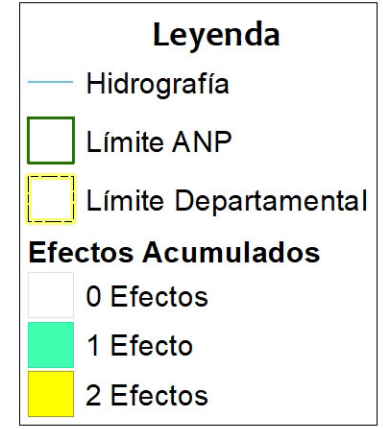 Leyenda
Hidrografía
Límite ANP
Límite Departamental
Efectos Acumulados
0 Efectos
1 Efecto
2 Efectos